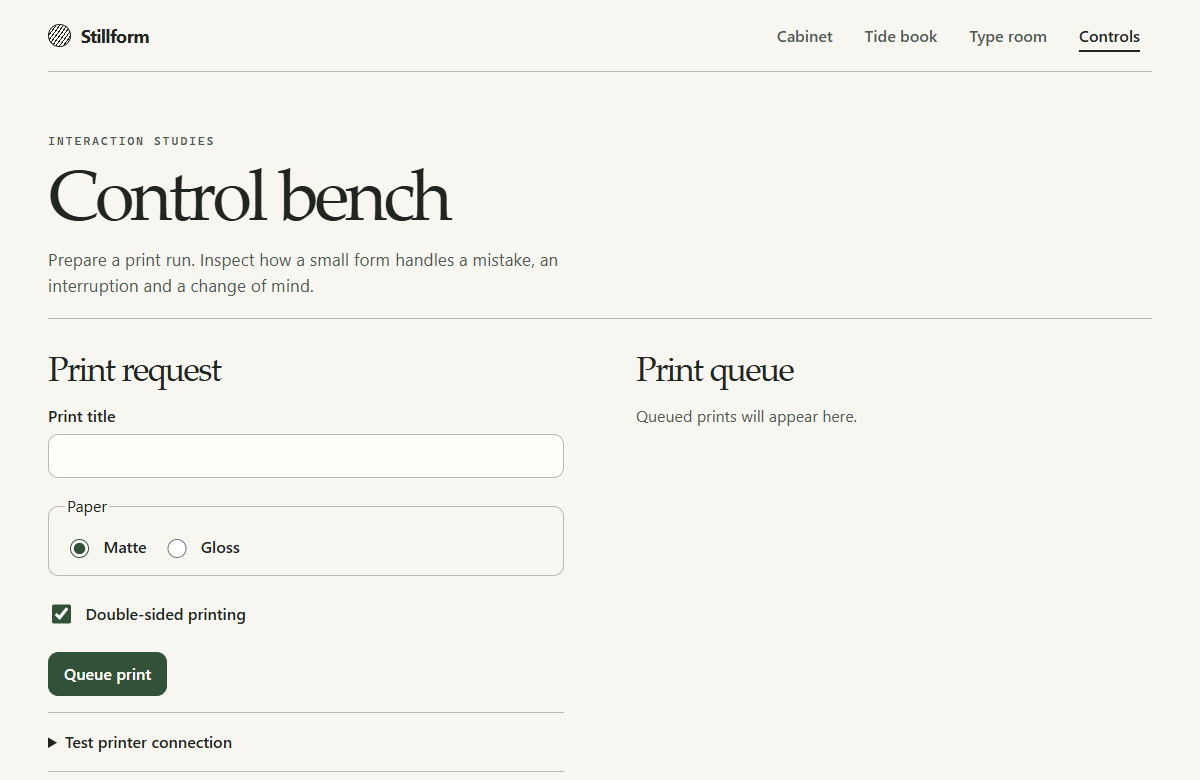 Stillform
Cabinet
Tide book
Type room
Controls
INTERACTION STUDIES
Control bench
Prepare a print run. Inspect how a small form handles a mistake, an
interruption and a change of mind.
Print request
Print title
Paper
Matte
Gloss
Double-sided printing
Queue print
Test printer connection
Print queue
Queued prints will appear here.